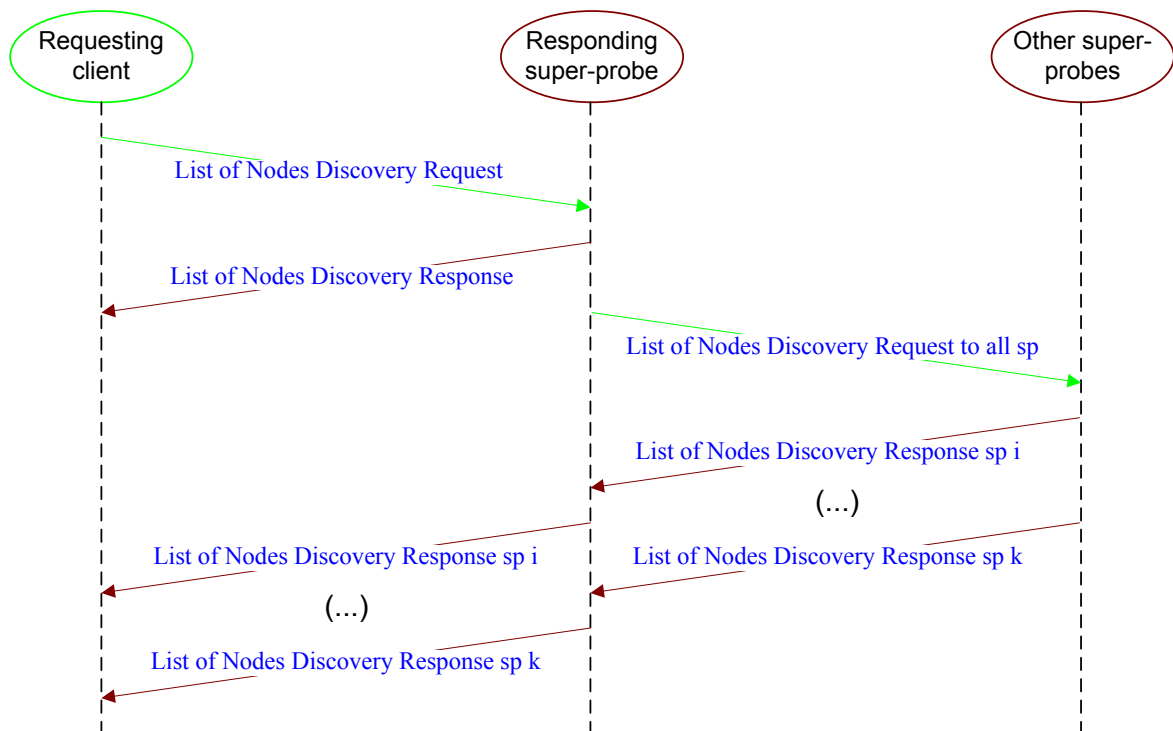 Requesting
client
Responding
super-probe
Other super-
probes
List of Nodes Discovery Request
List of Nodes Discovery Response
List of Nodes Discovery Request to all sp
List of Nodes Discovery Response sp i
(...)
List of Nodes Discovery Response sp i
List of Nodes Discovery Response sp k
(...)
List of Nodes Discovery Response sp k